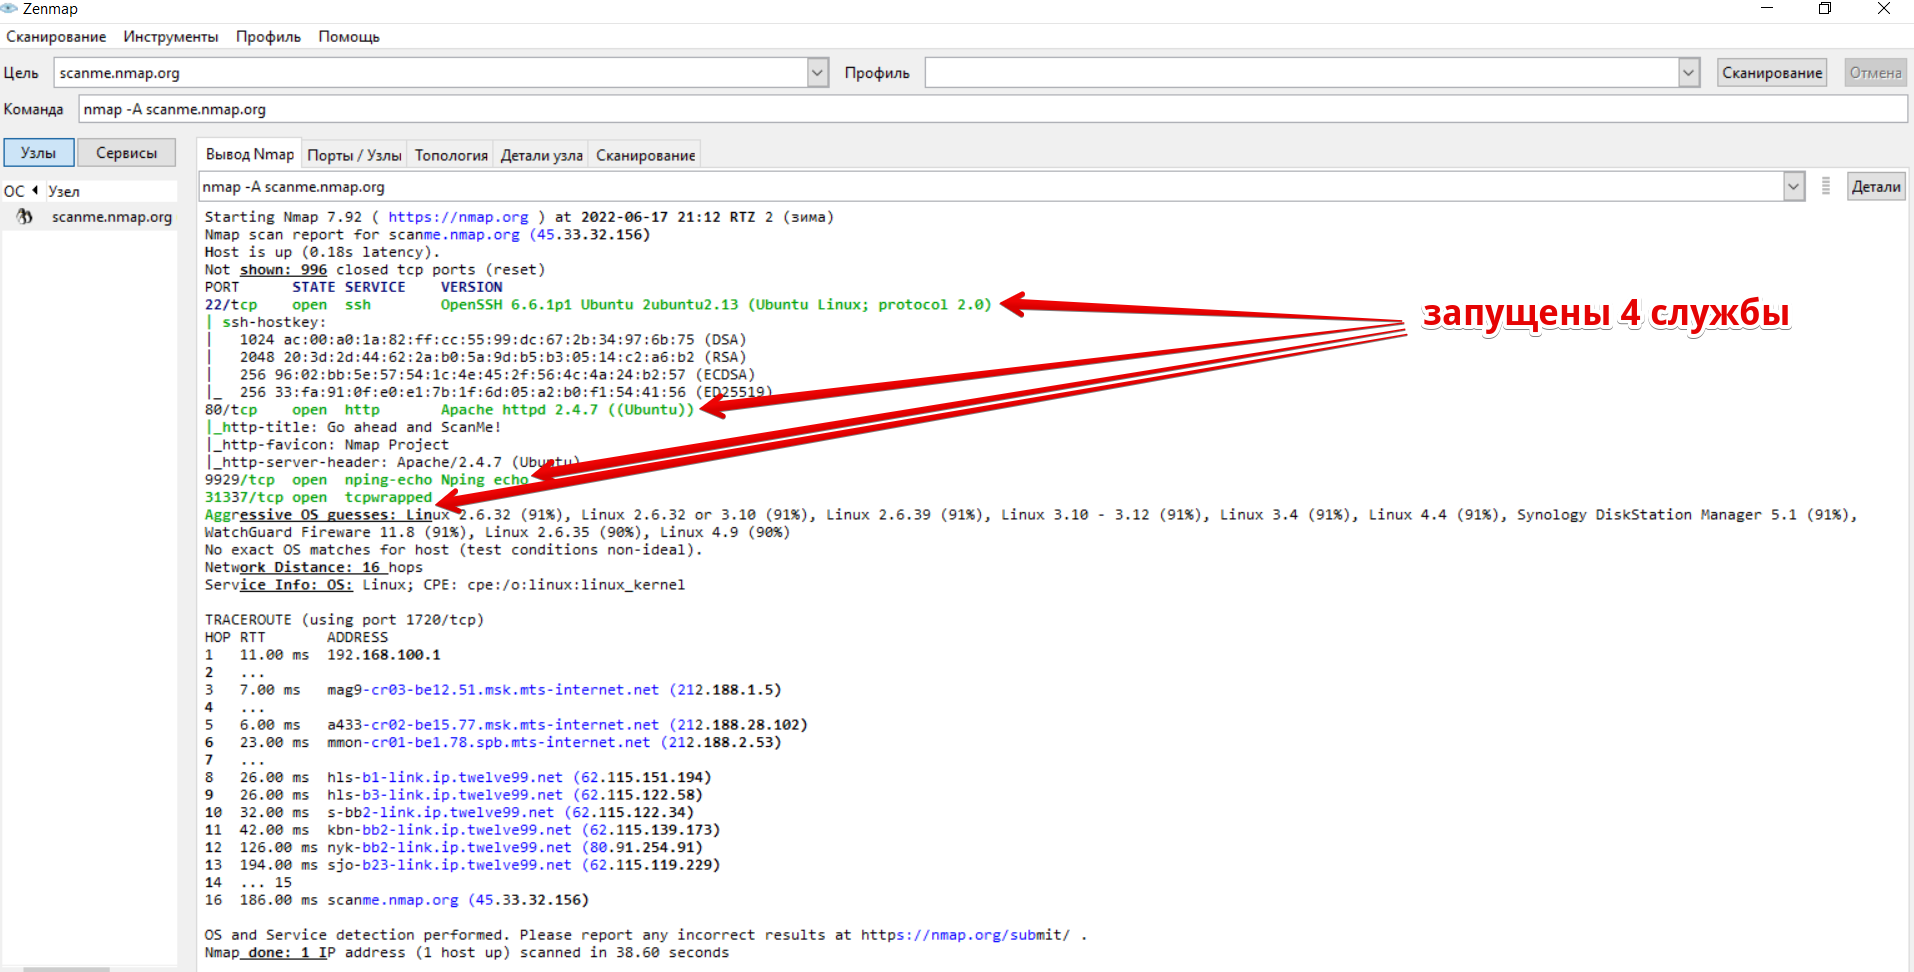 Zenmap
Сканирование Инструменты Профиль Помощь
Цель scanme.nmap.org Профиль Сканирование Отмена
Команда nmap -A scanme.nmap.org
Узлы Сервисы
Вывод Nmap Порты / Узлы Топология Детали узла Сканирование
nmap -A scanme.nmap.org Детали
ОС Узел
scanme.nmap.org
Starting Nmap 7.92 ( https://nmap.org ) at 2022-06-17 21:12 RTZ 2 (зима)
Nmap scan report for scanme.nmap.org (45.33.32.156)
Host is up (0.18s latency).
Not shown: 996 closed tcp ports (reset)
PORT STATE SERVICE VERSION
22/tcp open ssh OpenSSH 6.6.1p1 Ubuntu 2ubuntu2.13 (Ubuntu Linux; protocol 2.0)
запущены 4 службы
| ssh-hostkey:
| 1024 ac:00:a0:1a:82:ff:cc:55:99:dc:67:2b:34:97:6b:75 (DSA)
| 2048 20:3d:2d:44:62:2a:b0:5a:9d:b5:b3:05:14:c2:a6:b2 (RSA)
| 256 96:02:bb:5e:57:54:1c:4e:45:2f:56:4c:4a:24:b2:57 (ECDSA)
|_ 256 33:fa:91:0f:e0:e1:7b:1f:6d:05:a2:b0:f1:54:41:56 (ED25519)
80/tcp open http Apache httpd 2.4.7 ((Ubuntu))
|_http-title: Go ahead and ScanMe!
|_http-favicon: Nmap Project
|_http-server-header: Apache/2.4.7 (Ubuntu)
9929/tcp open nping-echo Nping echo
31337/tcp open tcpwrapped
Aggressive OS guesses: Linux 2.6.32 (91%), Linux 2.6.32 or 3.10 (91%), Linux 2.6.39 (91%), Linux 3.10 - 3.12 (91%), Linux 3.4 (91%), Linux 4.4 (91%), Synology DiskStation Manager 5.1 (91%),
WatchGuard Fireware 11.8 (91%), Linux 2.6.35 (90%), Linux 4.9 (90%)
No exact OS matches for host (test conditions non-ideal).
Network Distance: 16 hops
Service Info: OS: Linux; CPE: cpe:/o:linux:linux_kernel
TRACEROUTE (using port 1720/tcp)
HOP RTT ADDRESS
1 11.00 ms 192.168.100.1
2 ...
3 7.00 ms mag9-cr03-be12.51.msk.mts-internet.net (212.188.1.5)
4 ...
5 6.00 ms a433-cr02-be15.77.msk.mts-internet.net (212.188.28.102)
6 23.00 ms mmon-cr01-be1.78.spb.mts-internet.net (212.188.2.53)
7 ...
8 26.00 ms hls-b1-link.ip.twelve99.net (62.115.151.194)
9 26.00 ms hls-b3-link.ip.twelve99.net (62.115.122.58)
10 32.00 ms s-bb2-link.ip.twelve99.net (62.115.122.34)
11 42.00 ms kbn-bb2-link.ip.twelve99.net (62.115.139.173)
12 126.00 ms nyk-bb2-link.ip.twelve99.net (80.91.254.91)
13 194.00 ms sjo-b23-link.ip.twelve99.net (62.115.119.229)
14 ... 15
16 186.00 ms scanme.nmap.org (45.33.32.156)
OS and Service detection performed. Please report any incorrect results at https://nmap.org/submit/ .
Nmap done: 1 IP address (1 host up) scanned in 38.60 seconds